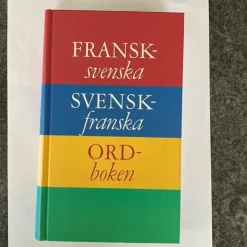 FRANSK-
svenska
SVENSK-
franska
ORD-
boken